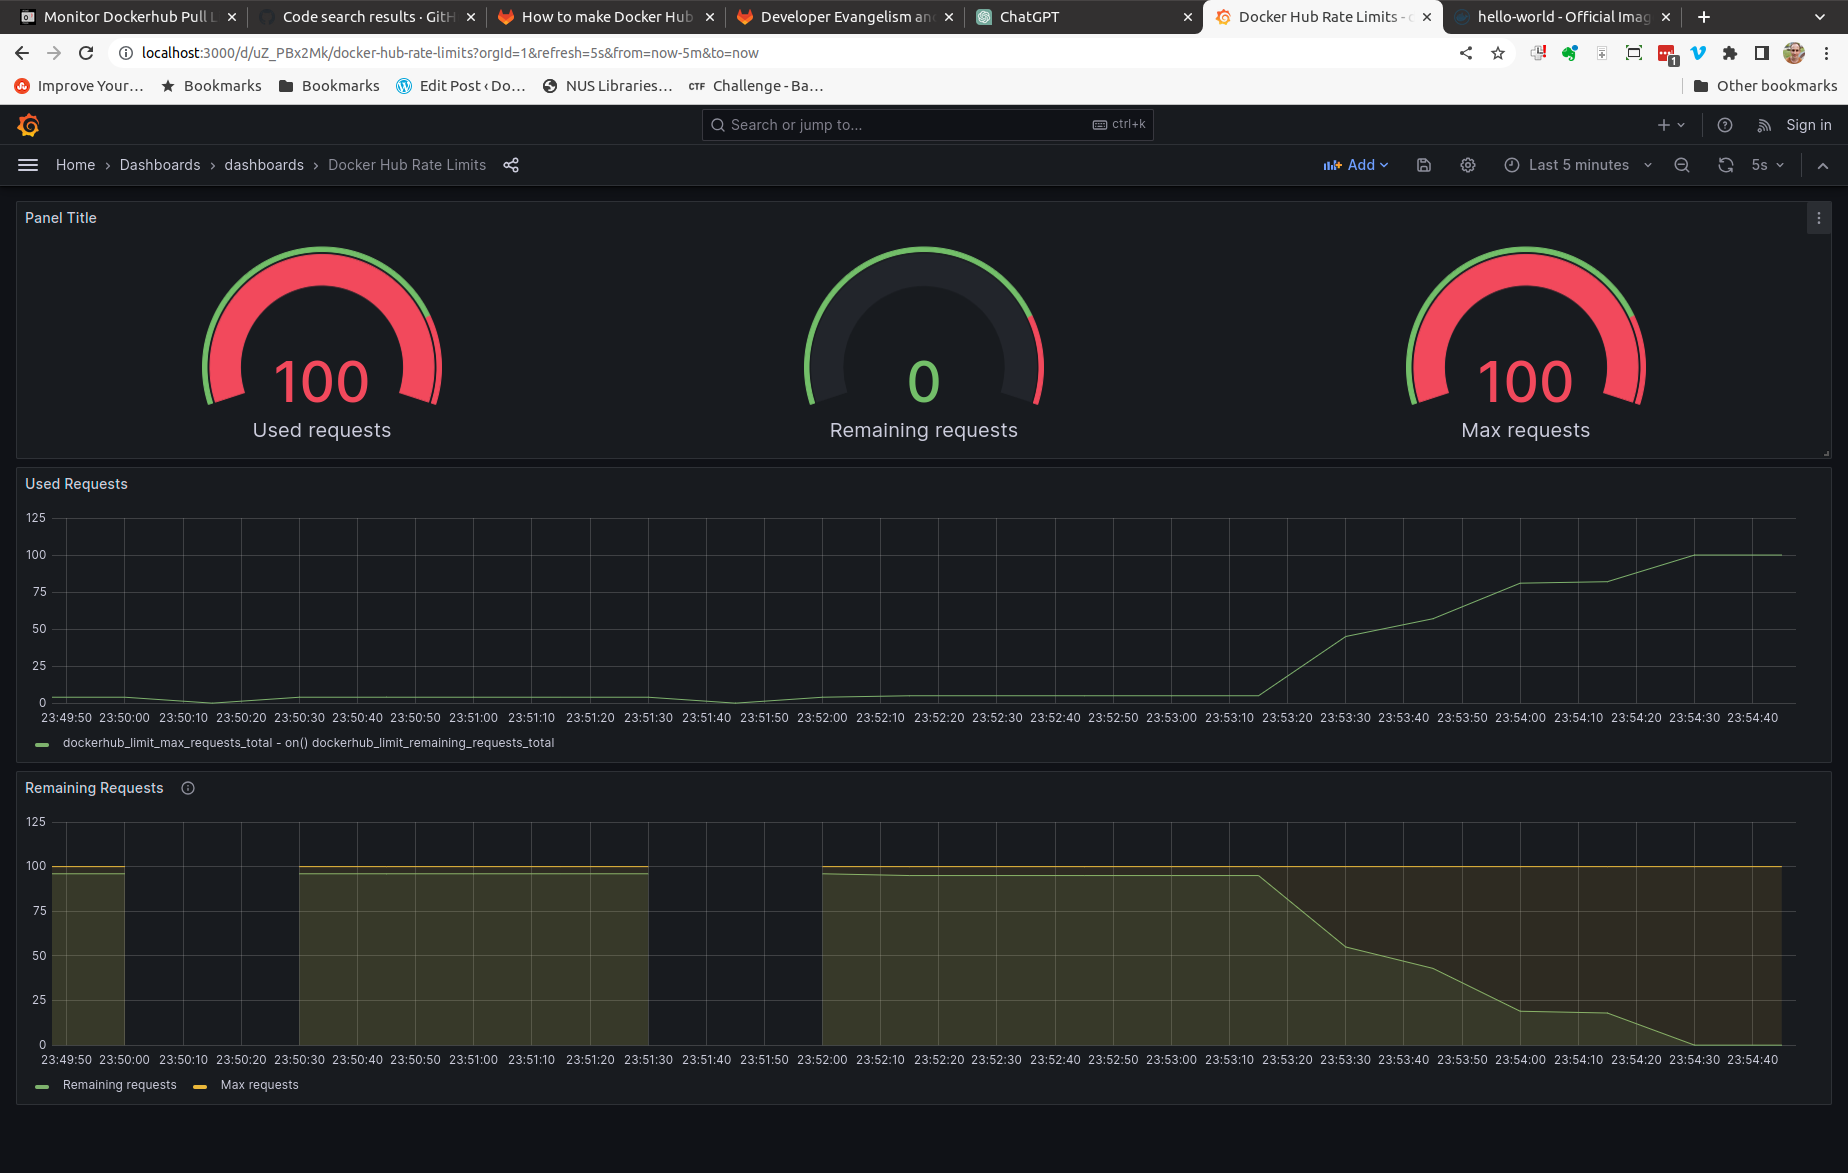 Monitor Dockerhub Pull L
Code search results · GitH
How to make Docker Hub
Developer Evangelism an
ChatGPT
Docker Hub Rate Limits -
hello-world - Official Imag
localhost:3000/d/uZ_PBx2Mk/docker-hub-rate-limits?orgId=1&refresh=5s&from=now-5m&to=now
1
Improve Your… Bookmarks Bookmarks Edit Post ‹ Do… NUS Libraries… CTF Challenge - Ba… Other bookmarks
Search or jump to... ctrl+k Sign in
Home › Dashboards › dashboards › Docker Hub Rate Limits Add Last 5 minutes 5s
Panel Title
100 0 100
Used requests Remaining requests Max requests
Used Requests
125
100
75
50
25
0
23:49:50 23:50:00 23:50:10 23:50:20 23:50:30 23:50:40 23:50:50 23:51:00 23:51:10 23:51:20 23:51:30 23:51:40 23:51:50 23:52:00 23:52:10 23:52:20 23:52:30 23:52:40 23:52:50 23:53:00 23:53:10 23:53:20 23:53:30 23:53:40 23:53:50 23:54:00 23:54:10 23:54:20 23:54:30 23:54:40
dockerhub_limit_max_requests_total - on() dockerhub_limit_remaining_requests_total
Remaining Requests
125
100
75
50
25
0
23:49:50 23:50:00 23:50:10 23:50:20 23:50:30 23:50:40 23:50:50 23:51:00 23:51:10 23:51:20 23:51:30 23:51:40 23:51:50 23:52:00 23:52:10 23:52:20 23:52:30 23:52:40 23:52:50 23:53:00 23:53:10 23:53:20 23:53:30 23:53:40 23:53:50 23:54:00 23:54:10 23:54:20 23:54:30 23:54:40
Remaining requests Max requests